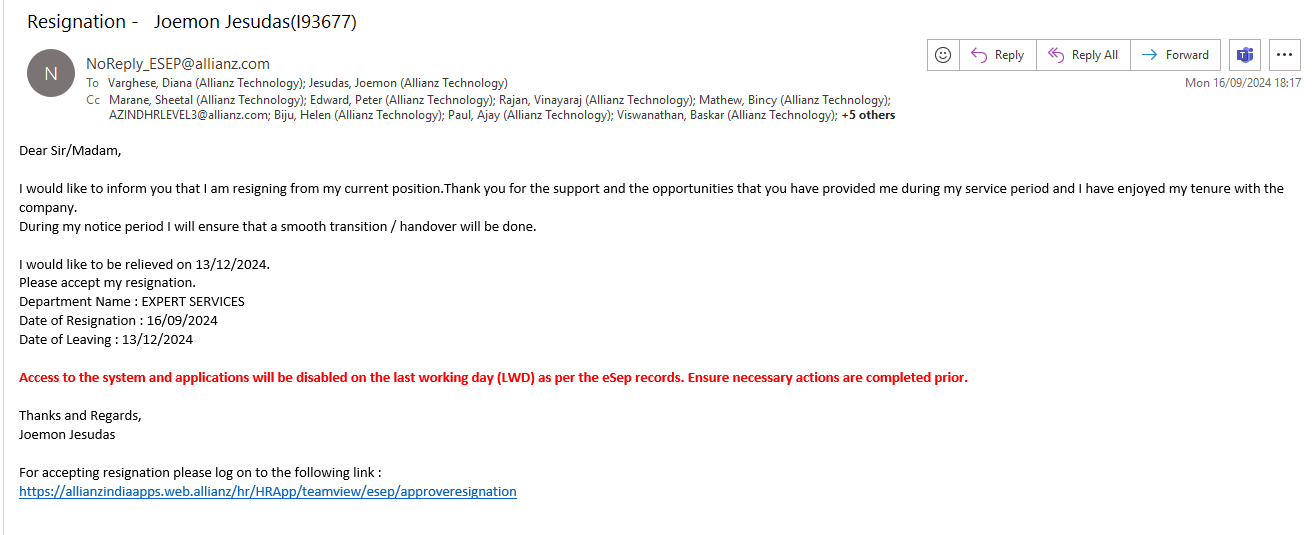 Resignation - Joemon Jesudas(I93677)
N
NoReply_ESEP@allianz.com
Reply
Reply All
Forward
To Varghese, Diana (Allianz Technology); Jesudas, Joemon (Allianz Technology)
Mon 16/09/2024 18:17
Cc Marane, Sheetal (Allianz Technology); Edward, Peter (Allianz Technology); Rajan, Vinayaraj (Allianz Technology); Mathew, Bincy (Allianz Technology);
AZINDHRLEVEL3@allianz.com; Biju, Helen (Allianz Technology); Paul, Ajay (Allianz Technology); Viswanathan, Baskar (Allianz Technology); +5 others
Dear Sir/Madam,
I would like to inform you that I am resigning from my current position.Thank you for the support and the opportunities that you have provided me during my service period and I have enjoyed my tenure with the
company.
During my notice period I will ensure that a smooth transition / handover will be done.
I would like to be relieved on 13/12/2024.
Please accept my resignation.
Department Name : EXPERT SERVICES
Date of Resignation : 16/09/2024
Date of Leaving : 13/12/2024
Access to the system and applications will be disabled on the last working day (LWD) as per the eSep records. Ensure necessary actions are completed prior.
Thanks and Regards,
Joemon Jesudas
For accepting resignation please log on to the following link :
https://allianzindiaapps.web.allianz/hr/HRApp/teamview/esep/approveresignation